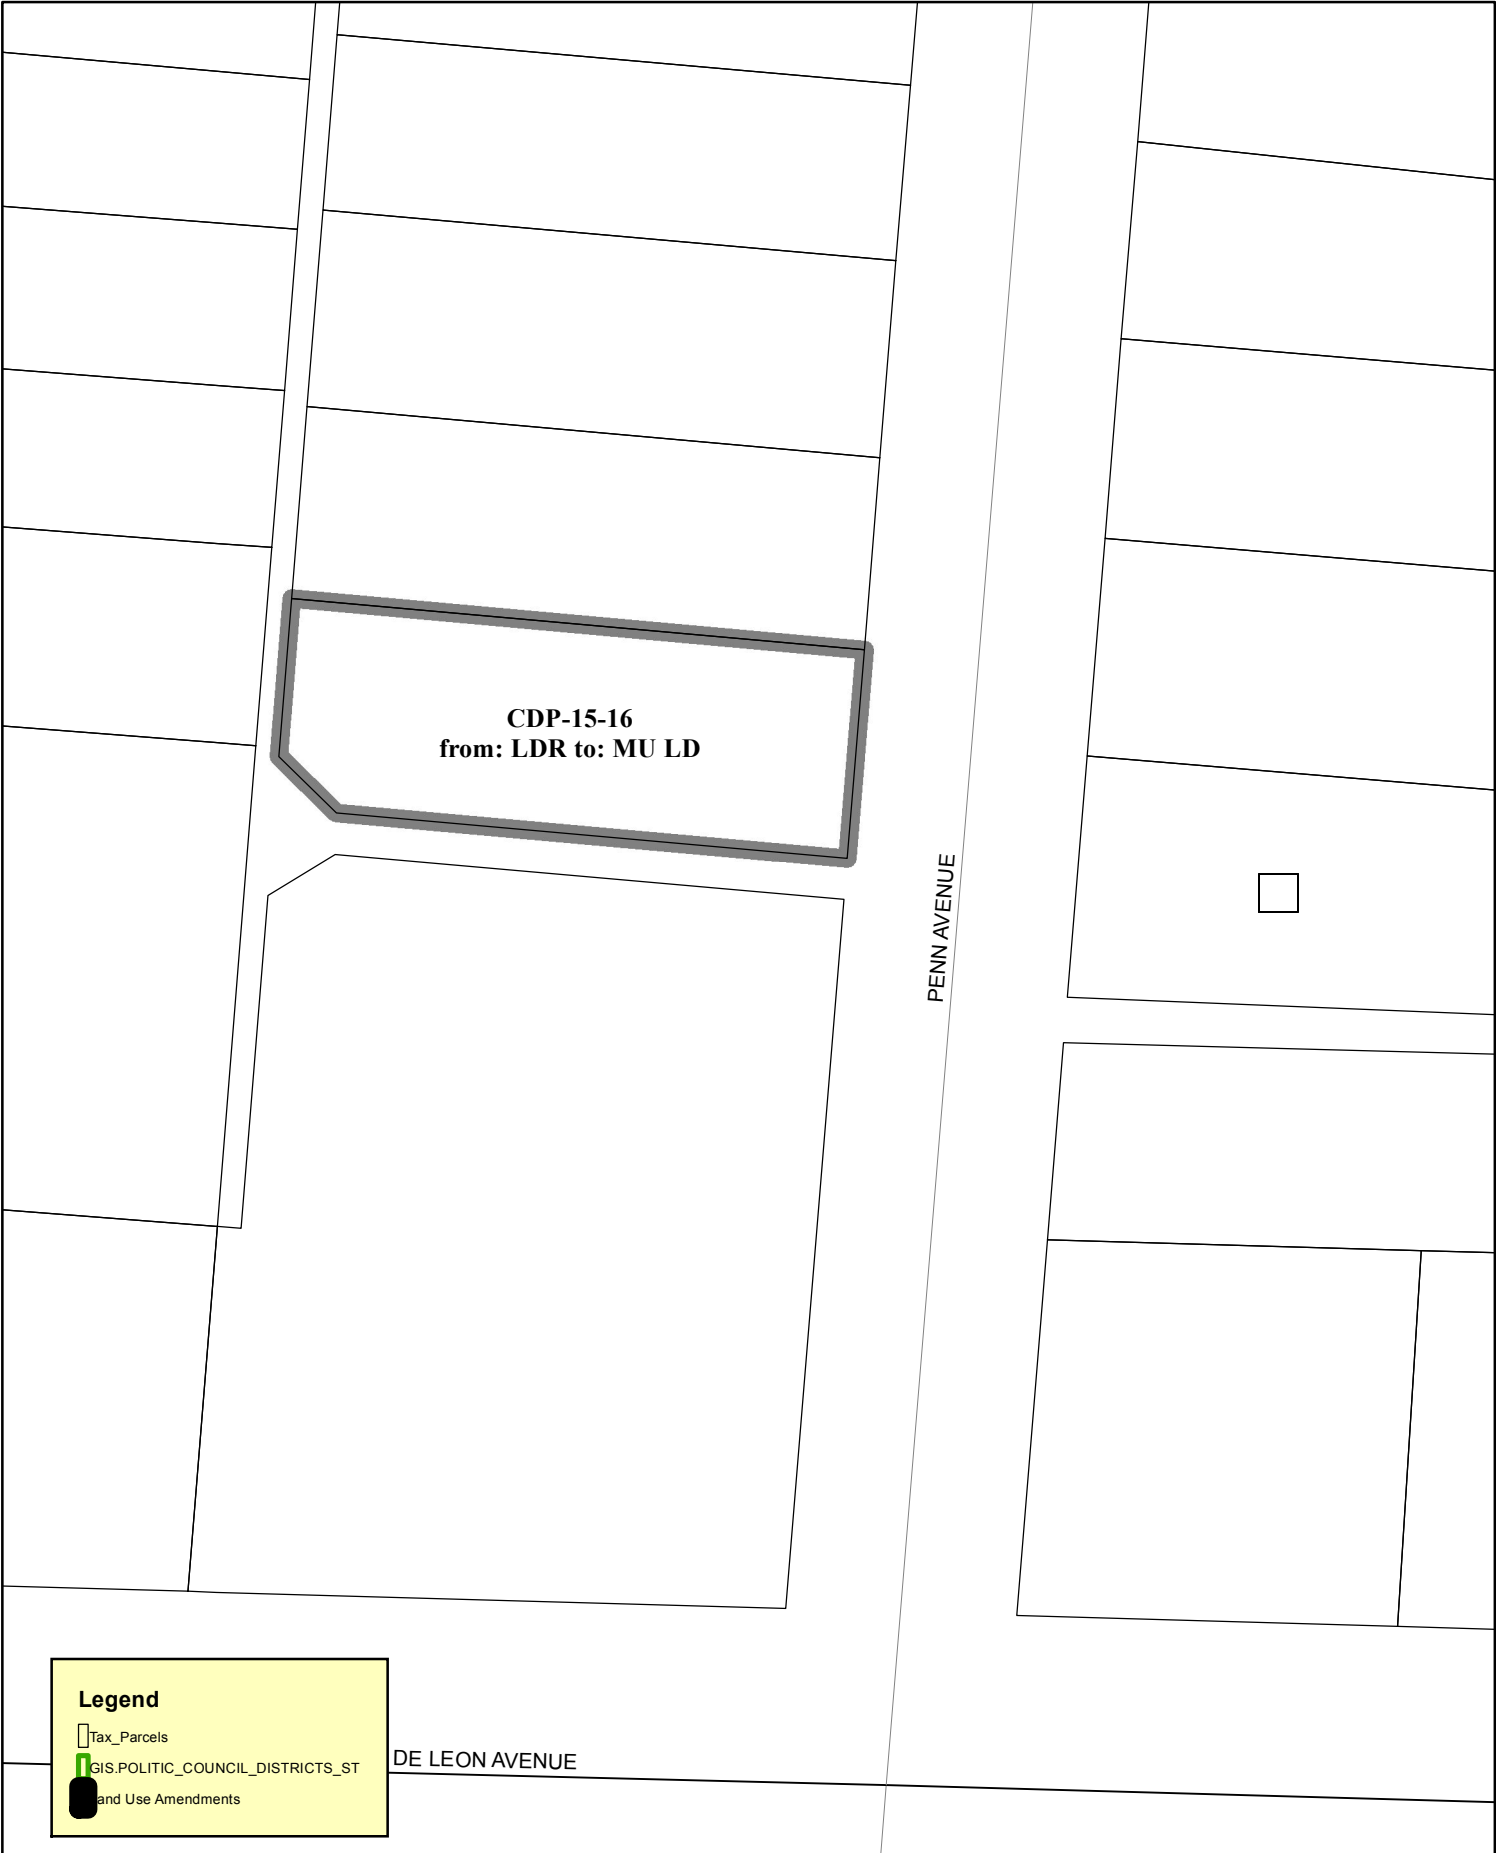 CDP-15-16
from: LDR to: MU LD
PENN AVENUE
Legend
Tax_Parcels
GIS.POLITIC_COUNCIL_DISTRICTS_ST
and Use Amendments
DE LEON AVENUE